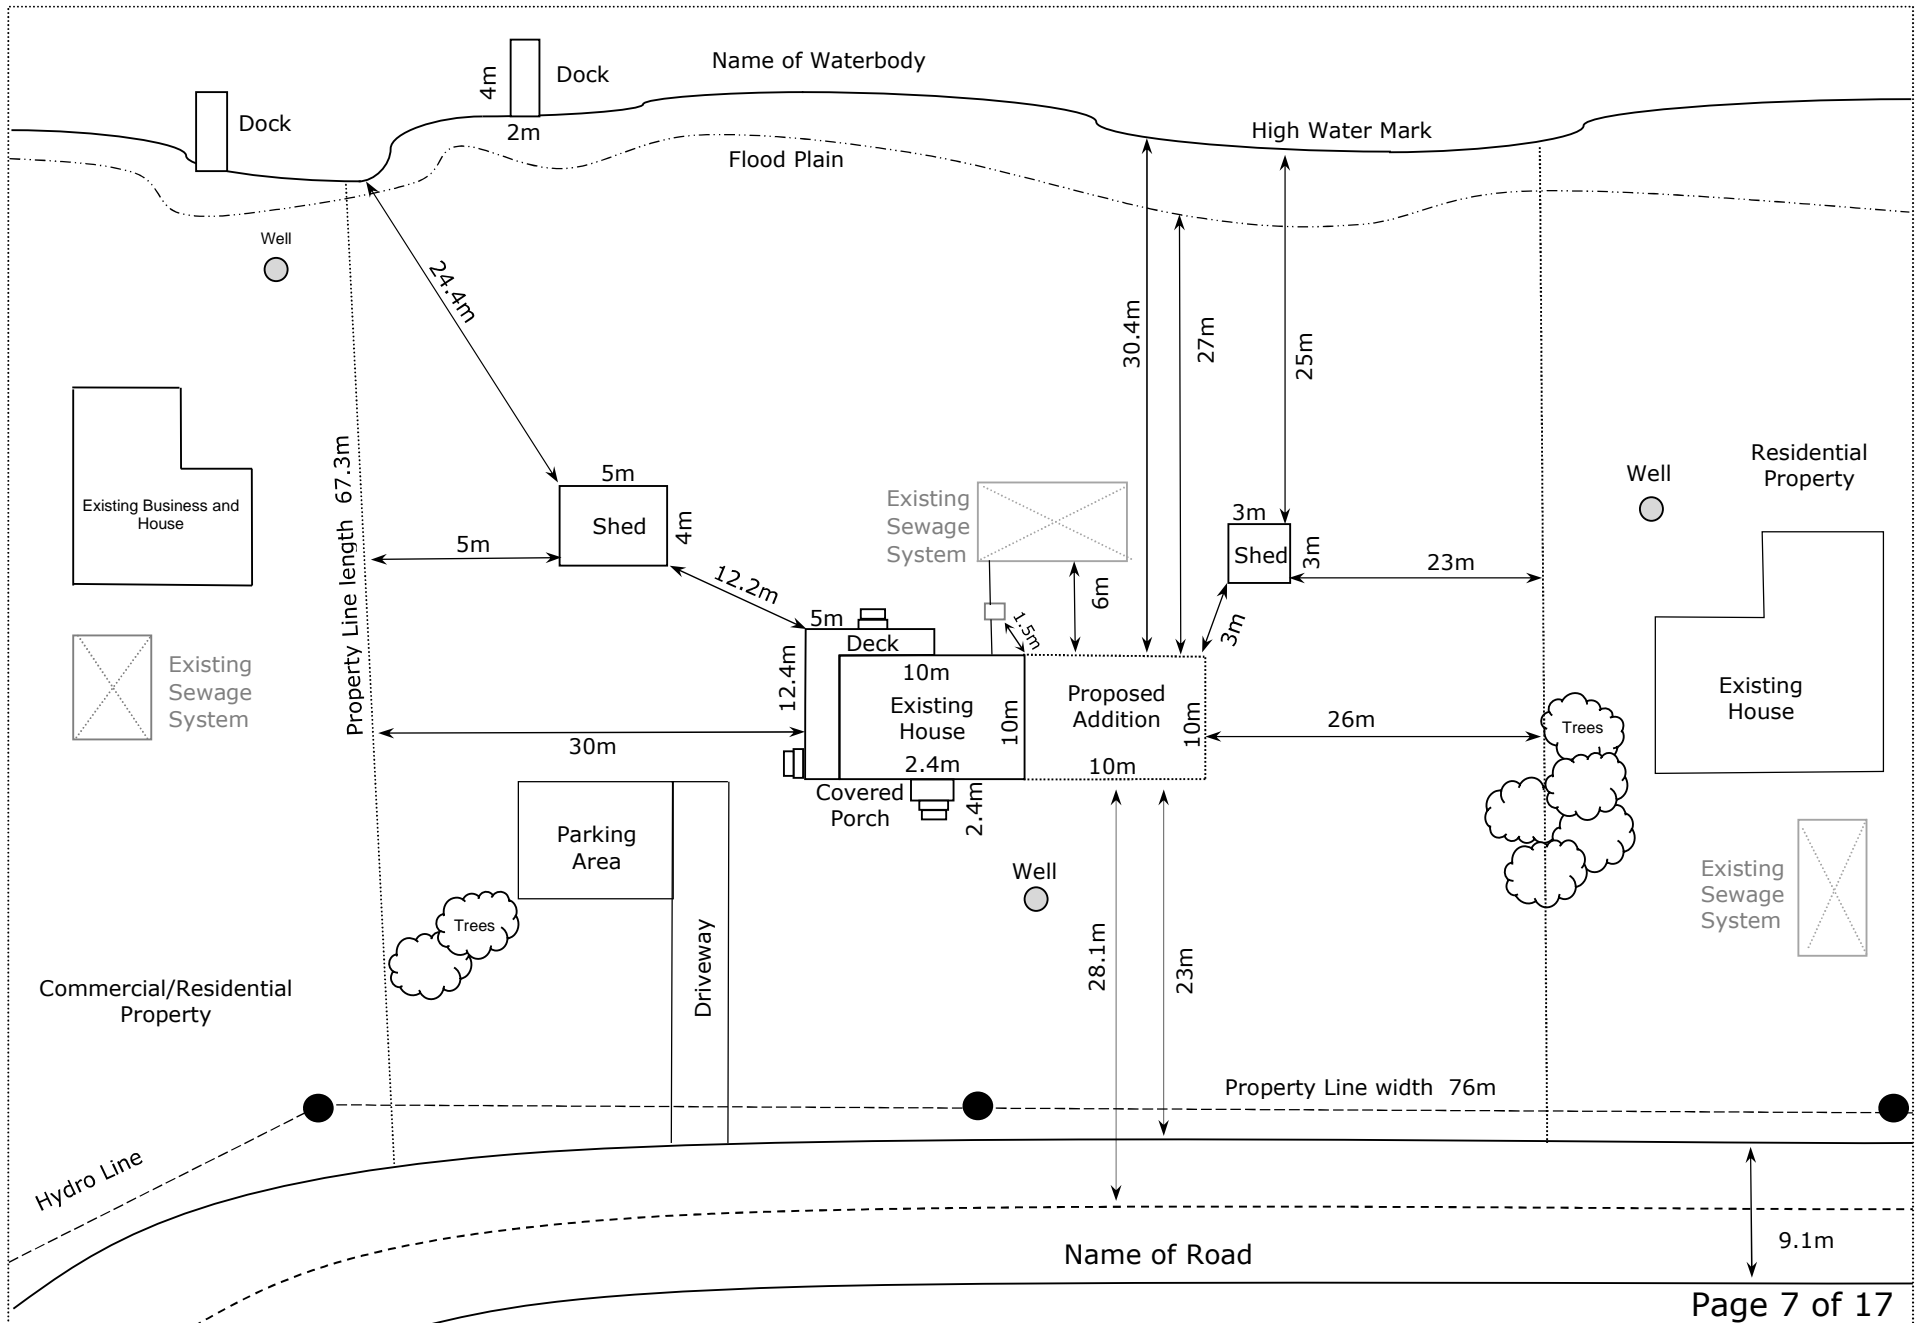 Name of Waterbody
Dock
4m
2m
Dock
High Water Mark
Flood Plain
Well
24.4m
30.4m
27m
25m
Property Line length 67.3m
Existing Business and
House
5m
Shed
4m
5m
12.2m
Existing
Sewage
System
6m
1.5m
3m
Shed
3m
23m
3m
Well
Residential
Property
Existing
Sewage
System
5m
Deck
12.4m
10m
Existing
House
10m
2.4m
Proposed
Addition
10m
10m
30m
26m
Trees
Existing
House
Covered
Porch
2.4m
Parking
Area
Driveway
Well
Trees
28.1m
23m
Existing
Sewage
System
Commercial/Residential
Property
Property Line width 76m
Hydro Line
Name of Road
9.1m
Page 7 of 17